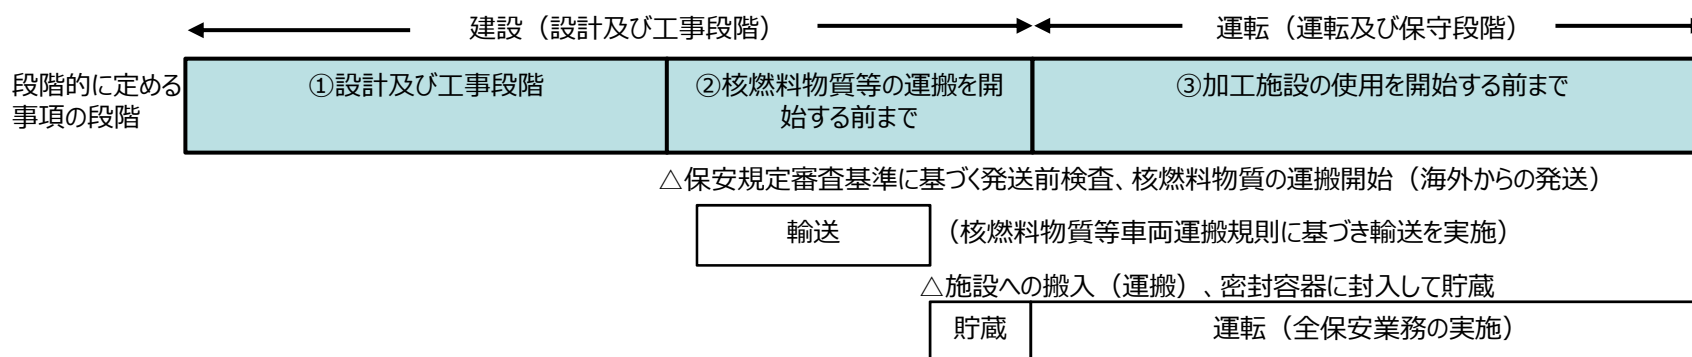 建設（設計及び工事段階）
運転（運転及び保守段階）
段階的に定める
事項の段階
①設計及び工事段階
②核燃料物質等の運搬を開
始する前まで
③加工施設の使用を開始する前まで
△保安規定審査基準に基づく発送前検査、核燃料物質の運搬開始（海外からの発送）
輸送
（核燃料物質等車両運搬規則に基づき輸送を実施）
△施設への搬入（運搬）、密封容器に封入して貯蔵
貯蔵
運転（全保安業務の実施）